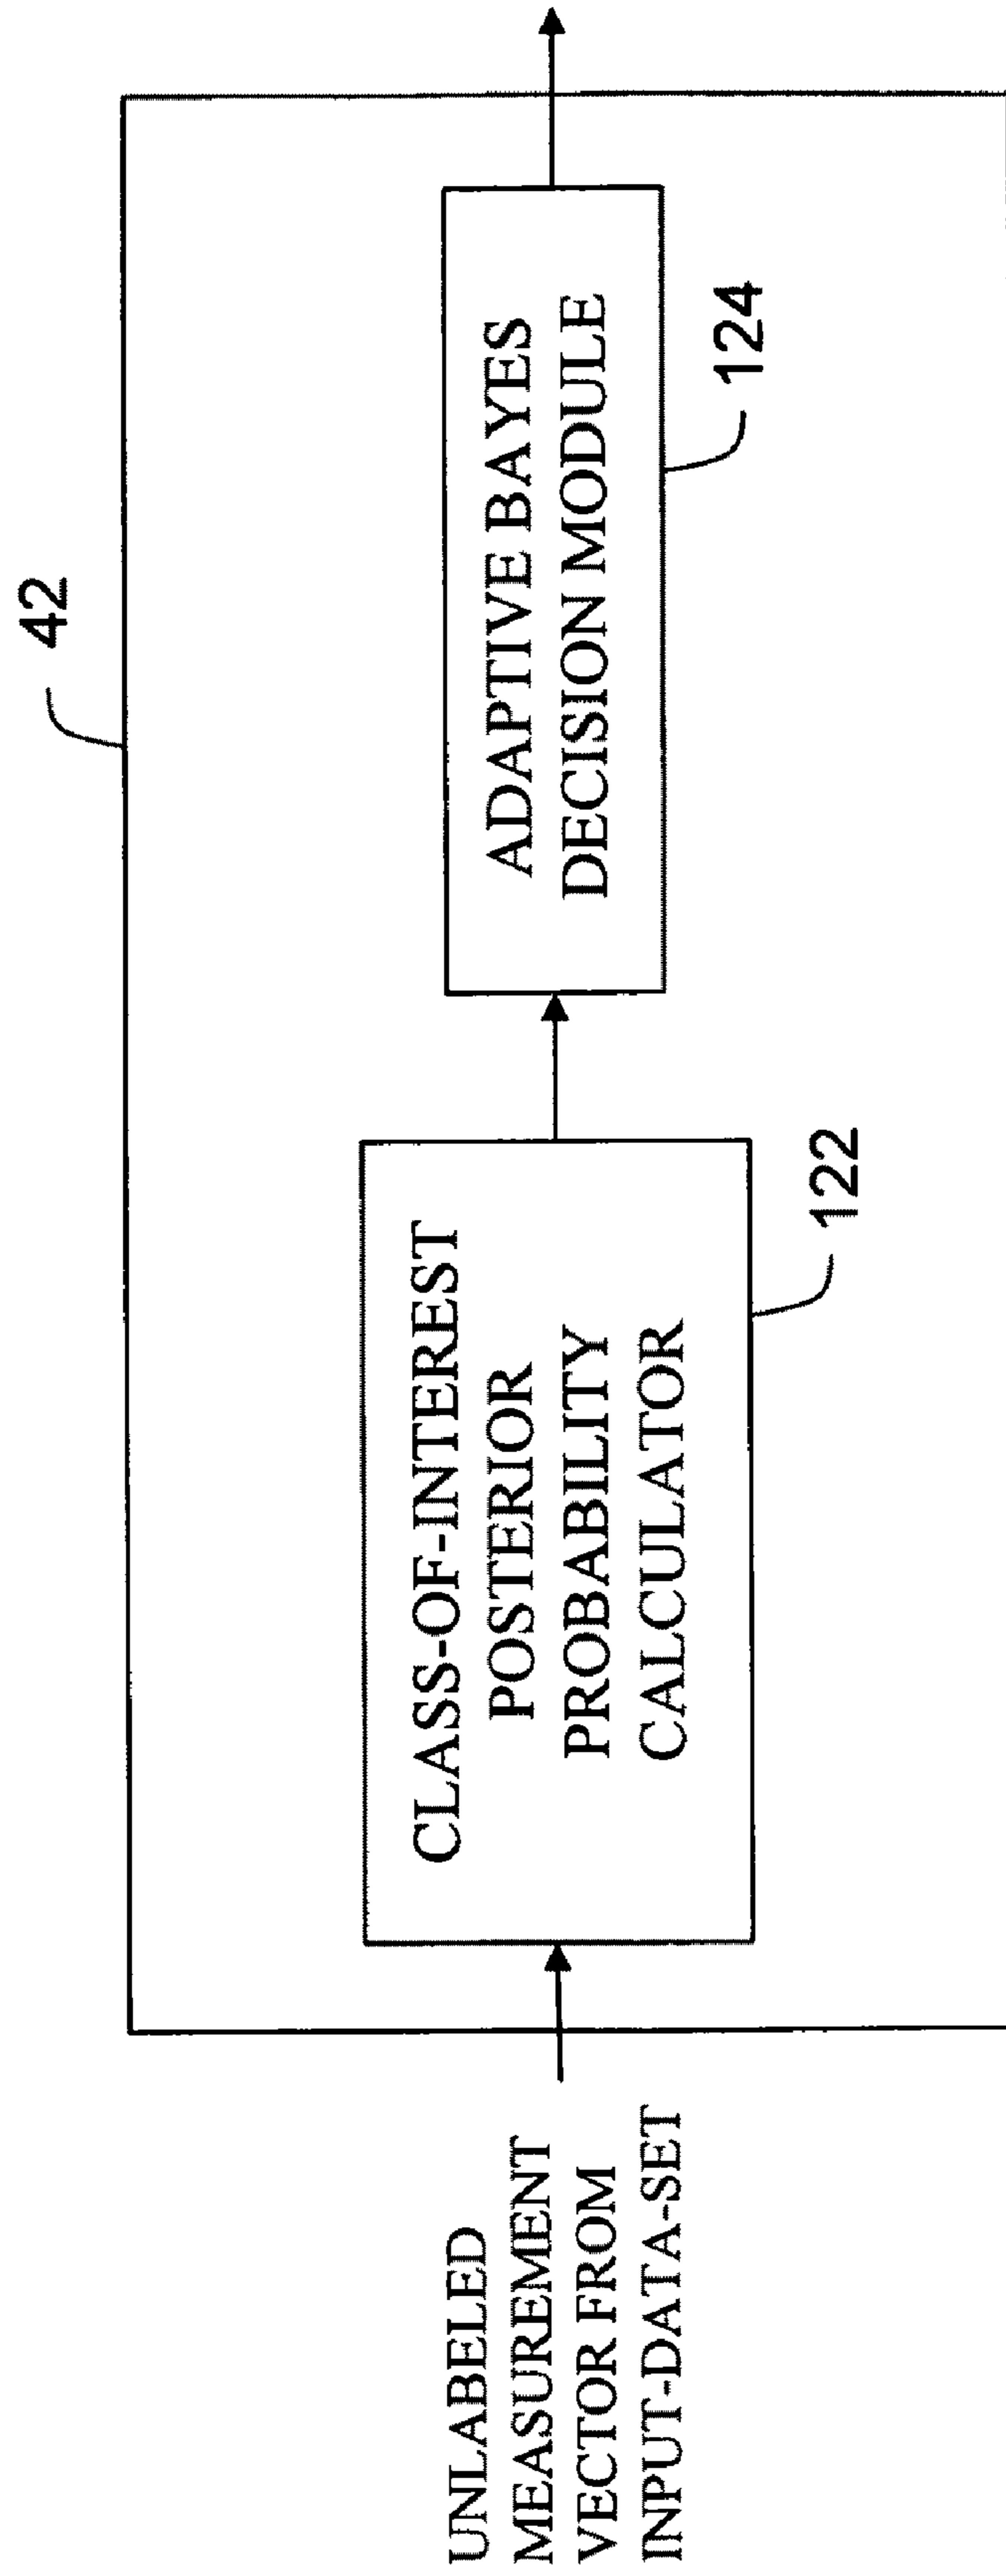 42
UNLABELED
MEASUREMENT
VECTOR FROM
INPUT-DATA-SET
CLASS-OF-INTEREST
POSTERIOR
PROBABILITY
CALCULATOR
122
ADAPTIVE BAYES
DECISION MODULE
124